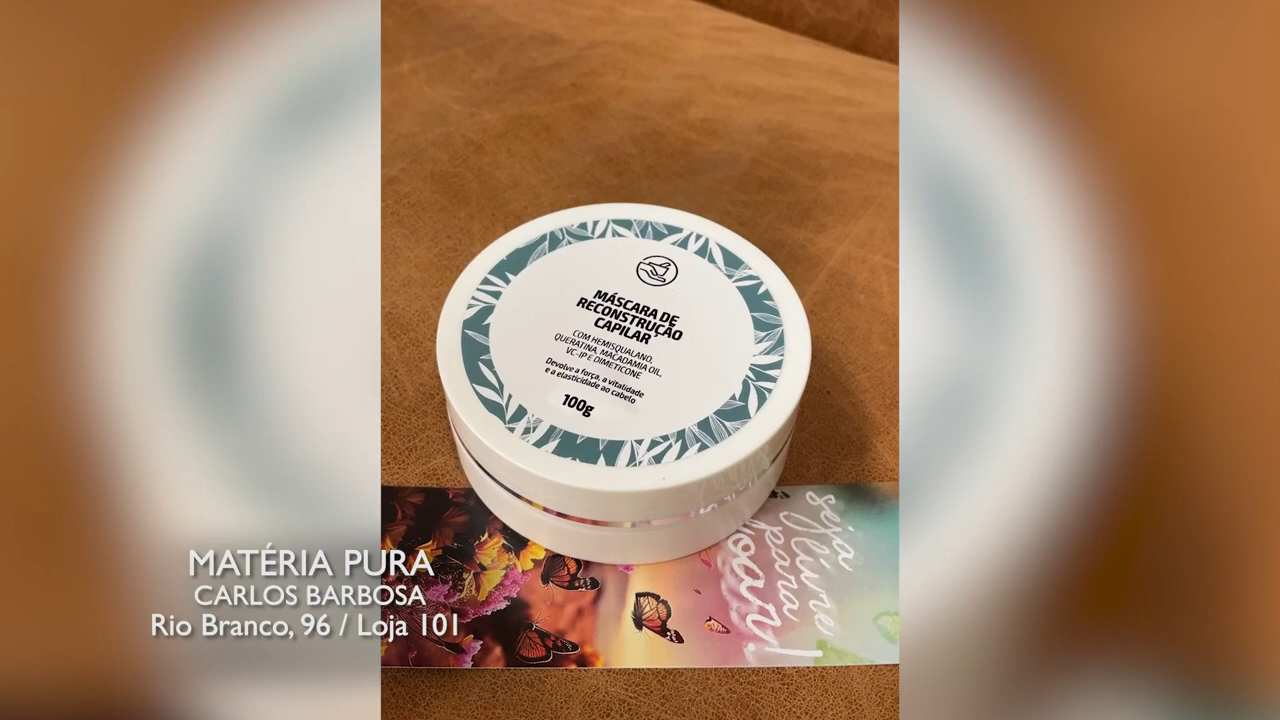 MÁSCARA DE
RECONSTRUÇÃO
CAPILAR
COM HEMISQUALANO,
QUERATINA, MACADAMIA OIL,
VC-IP E DIMETICONE
Devolve a força, a vitalidade
e a elasticidade ao cabelo
100g
seja
livre
para
voar!
MATÉRIA PURA
CARLOS BARBOSA
Rio Branco, 96 / Loja 101